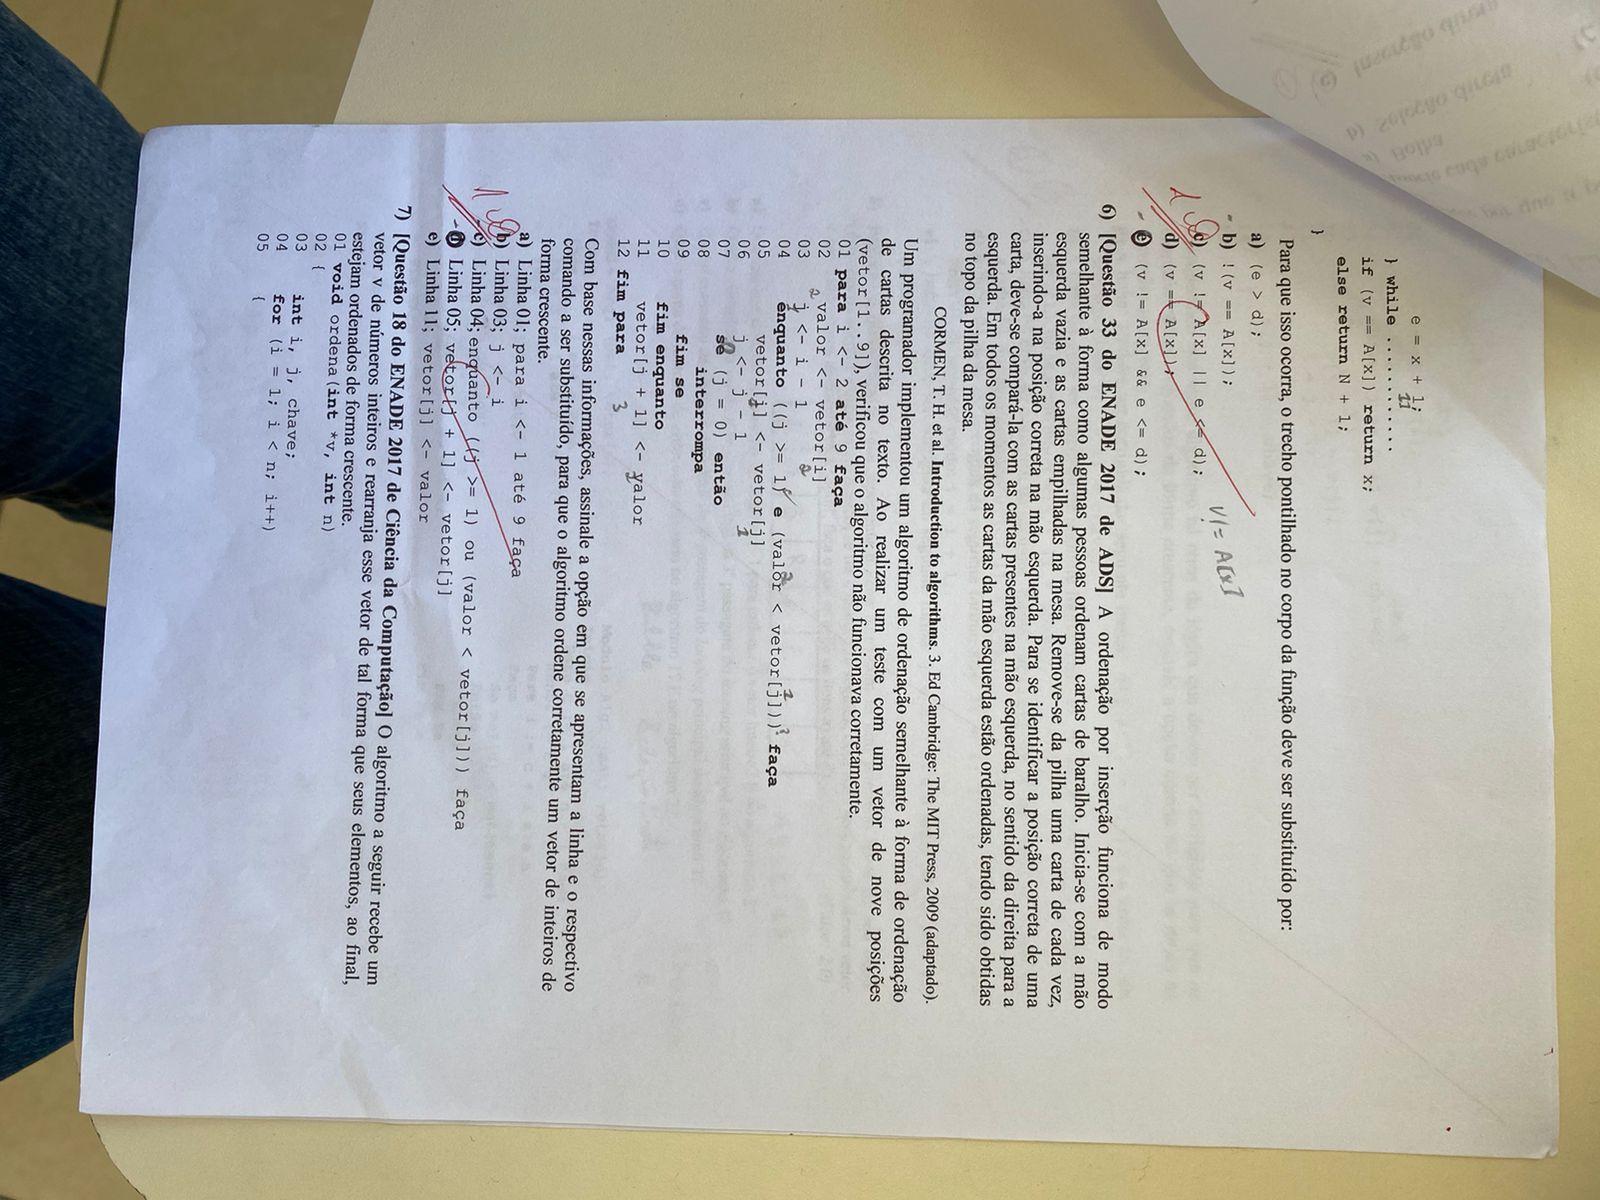 e = x + 1;
11
} while ............
if (v == A[x]) return x;
else return N + 1;
}
Para que isso ocorra, o trecho pontilhado no corpo da função deve ser substituído por:
a) (e > d);
- b) !(v == A[x]);
v != A[x]
c) (v != A[x] || e <= d);
d) (v == A[x]);
- e) (v != A[x] && e <= d);
6) [Questão 33 do ENADE 2017 de ADS] A ordenação por inserção funciona de modo
semelhante à forma como algumas pessoas ordenam cartas de baralho. Inicia-se com a mão
esquerda vazia e as cartas empilhadas na mesa. Remove-se da pilha uma carta de cada vez,
inserindo-a na posição correta na mão esquerda. Para se identificar a posição correta de uma
carta, deve-se compará-la com as cartas presentes na mão esquerda, no sentido da direita para a
esquerda. Em todos os momentos as cartas da mão esquerda estão ordenadas, tendo sido obtidas
no topo da pilha da mesa.
CORMEN, T. H. et al. Introduction to algorithms. 3. Ed Cambridge: The MIT Press, 2009 (adaptado).
Um programador implementou um algoritmo de ordenação semelhante à forma de ordenação
de cartas descrita no texto. Ao realizar um teste com um vetor de nove posições
(vetor[1..9]), verificou que o algoritmo não funcionava corretamente.
01 para i <- 2 até 9 faça
02 valor <- vetor[i]
03 j <- i - 1
04 enquanto ((j >= 1) e (valor < vetor[j])) faça
05 vetor[i] <- vetor[j]
06 j <- j - 1
07 se (j = 0) então
08 interrompa
09 fim se
10 fim enquanto
11 vetor[j + 1] <- valor
12 fim para
3
Com base nessas informações, assinale a opção em que se apresentam a linha e o respectivo
comando a ser substituído, para que o algoritmo ordene corretamente um vetor de inteiros de
forma crescente.
a) Linha 01; para i <- 1 até 9 faça
b) Linha 03; j <- i
- c) Linha 04; enquanto ((j >= 1) ou (valor < vetor[j])) faça
- d) Linha 05; vetor[j + 1] <- vetor[j]
e) Linha 11; vetor[j] <- valor
7) [Questão 18 do ENADE 2017 de Ciência da Computação] O algoritmo a seguir recebe um
vetor v de números inteiros e rearranja esse vetor de tal forma que seus elementos, ao final,
estejam ordenados de forma crescente.
01 void ordena(int *v, int n)
02 {
03 int i, j, chave;
04 for (i = 1; i < n; i++)
05 {